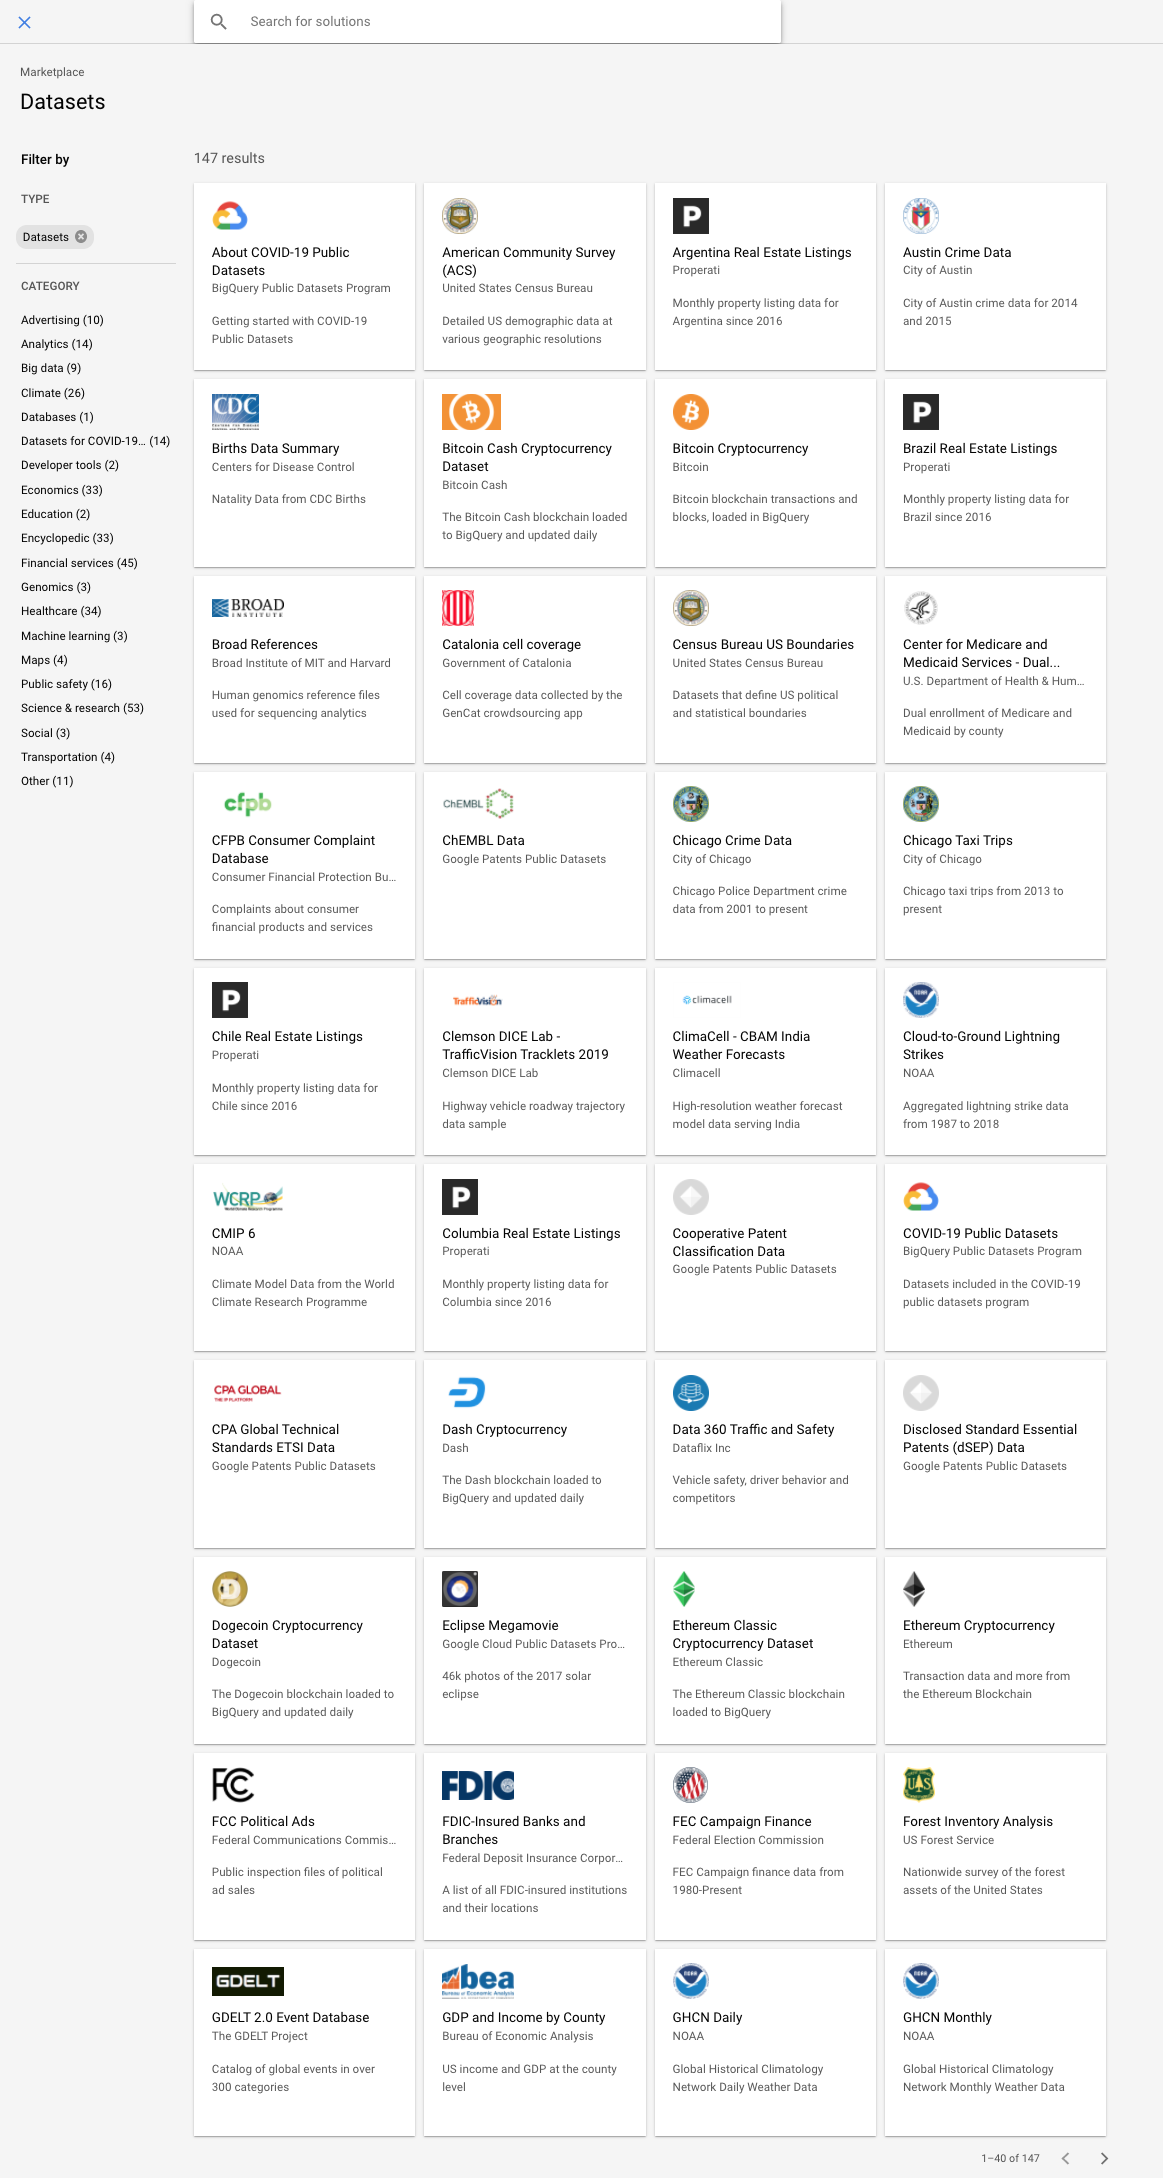 Search for solutions
Marketplace
Datasets
Filter by
TYPE
Datasets
CATEGORY
Advertising (10)
Analytics (14)
Big data (9)
Climate (26)
Databases (1)
Datasets for COVID-19... (14)
Developer tools (2)
Economics (33)
Education (2)
Encyclopedic (33)
Financial services (45)
Genomics (3)
Healthcare (34)
Machine learning (3)
Maps (4)
Public safety (16)
Science & research (53)
Social (3)
Transportation (4)
Other (11)
147 results
About COVID-19 Public
Datasets
BigQuery Public Datasets Program
Getting started with COVID-19
Public Datasets
American Community Survey
(ACS)
United States Census Bureau
Detailed US demographic data at
various geographic resolutions
P
Argentina Real Estate Listings
Properati
Monthly property listing data for
Argentina since 2016
Austin Crime Data
City of Austin
City of Austin crime data for 2014
and 2015
CDC
Births Data Summary
Centers for Disease Control
Natality Data from CDC Births
Bitcoin Cash Cryptocurrency
Dataset
Bitcoin Cash
The Bitcoin Cash blockchain loaded
to BigQuery and updated daily
Bitcoin Cryptocurrency
Bitcoin
Bitcoin blockchain transactions and
blocks, loaded in BigQuery
P
Brazil Real Estate Listings
Properati
Monthly property listing data for
Brazil since 2016
BROAD
INSTITUTE
Broad References
Broad Institute of MIT and Harvard
Human genomics reference files
used for sequencing analytics
Catalonia cell coverage
Government of Catalonia
Cell coverage data collected by the
GenCat crowdsourcing app
Census Bureau US Boundaries
United States Census Bureau
Datasets that define US political
and statistical boundaries
Center for Medicare and
Medicaid Services - Dual...
U.S. Department of Health & Hum...
Dual enrollment of Medicare and
Medicaid by county
cfpb
CFPB Consumer Complaint
Database
Consumer Financial Protection Bu...
Complaints about consumer
financial products and services
ChEMBL
ChEMBL Data
Google Patents Public Datasets
Chicago Crime Data
City of Chicago
Chicago Police Department crime
data from 2001 to present
Chicago Taxi Trips
City of Chicago
Chicago taxi trips from 2013 to
present
P
Chile Real Estate Listings
Properati
Monthly property listing data for
Chile since 2016
TrafficVision
Clemson DICE Lab -
TrafficVision Tracklets 2019
Clemson DICE Lab
Highway vehicle roadway trajectory
data sample
climacell
ClimaCell - CBAM India
Weather Forecasts
Climacell
High-resolution weather forecast
model data serving India
NOAA
Cloud-to-Ground Lightning
Strikes
NOAA
Aggregated lightning strike data
from 1987 to 2018
WCRP
World Climate Research Programme
CMIP 6
NOAA
Climate Model Data from the World
Climate Research Programme
P
Columbia Real Estate Listings
Properati
Monthly property listing data for
Columbia since 2016
Cooperative Patent
Classification Data
Google Patents Public Datasets
COVID-19 Public Datasets
BigQuery Public Datasets Program
Datasets included in the COVID-19
public datasets program
CPA GLOBAL
THE IP PLATFORM
CPA Global Technical
Standards ETSI Data
Google Patents Public Datasets
Dash Cryptocurrency
Dash
The Dash blockchain loaded to
BigQuery and updated daily
Data 360 Traffic and Safety
Dataflix Inc
Vehicle safety, driver behavior and
competitors
Disclosed Standard Essential
Patents (dSEP) Data
Google Patents Public Datasets
Dogecoin Cryptocurrency
Dataset
Dogecoin
The Dogecoin blockchain loaded to
BigQuery and updated daily
Eclipse Megamovie
Google Cloud Public Datasets Pro...
46k photos of the 2017 solar
eclipse
Ethereum Classic
Cryptocurrency Dataset
Ethereum Classic
The Ethereum Classic blockchain
loaded to BigQuery
Ethereum Cryptocurrency
Ethereum
Transaction data and more from
the Ethereum Blockchain
FCC
FCC Political Ads
Federal Communications Commis...
Public inspection files of political
ad sales
FDIC
FDIC-Insured Banks and
Branches
Federal Deposit Insurance Corpor...
A list of all FDIC-insured institutions
and their locations
FEC Campaign Finance
Federal Election Commission
FEC Campaign finance data from
1980-Present
UAS
Forest Inventory Analysis
US Forest Service
Nationwide survey of the forest
assets of the United States
GDELT
GDELT 2.0 Event Database
The GDELT Project
Catalog of global events in over
300 categories
bea
Bureau of Economic Analysis
GDP and Income by County
Bureau of Economic Analysis
US income and GDP at the county
level
NOAA
GHCN Daily
NOAA
Global Historical Climatology
Network Daily Weather Data
NOAA
GHCN Monthly
NOAA
Global Historical Climatology
Network Monthly Weather Data
1–40 of 147